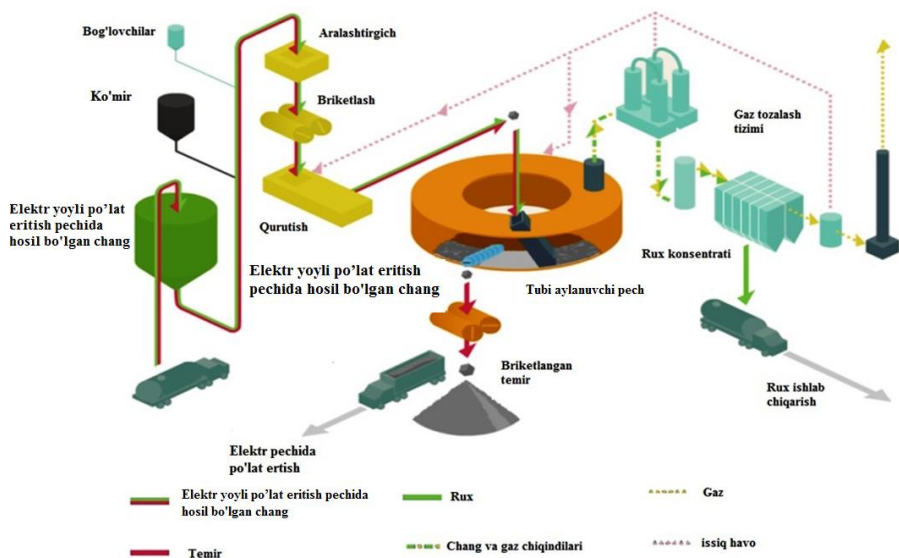 Bog'lovchilar
Aralashtirgich
Ko'mir
Briketlash
Gaz tozalash
tizimi
Elektr yoyli po’lat
eritish pechida
hosil bo'lgan chang
Qurutish
Elektr yoyli po’lat eritish
pechida hosil bo'lgan chang
Tubi aylanuvchi pech
Rux konsentrati
Briketlangan
temir
Rux ishlab
chiqarish
Elektr pechida
po'lat ertish
Elektr yoyli po’lat eritish pechida
hosil bo'lgan chang
Rux
Gaz
Temir
Chang va gaz chiqindilari
issiq havo